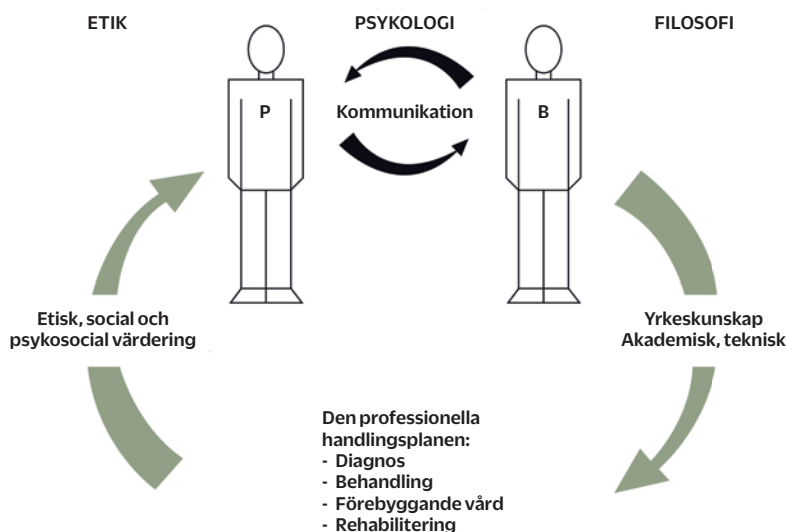 ETIK
PSYKOLOGI
FILOSOFI
P
Kommunikation
B
Etisk, social och
psykosocial värdering
Yrkeskunskap
Akademisk, teknisk
Den professionella
handlingsplanen:
- Diagnos
- Behandling
- Förebyggande vård
- Rehabilitering